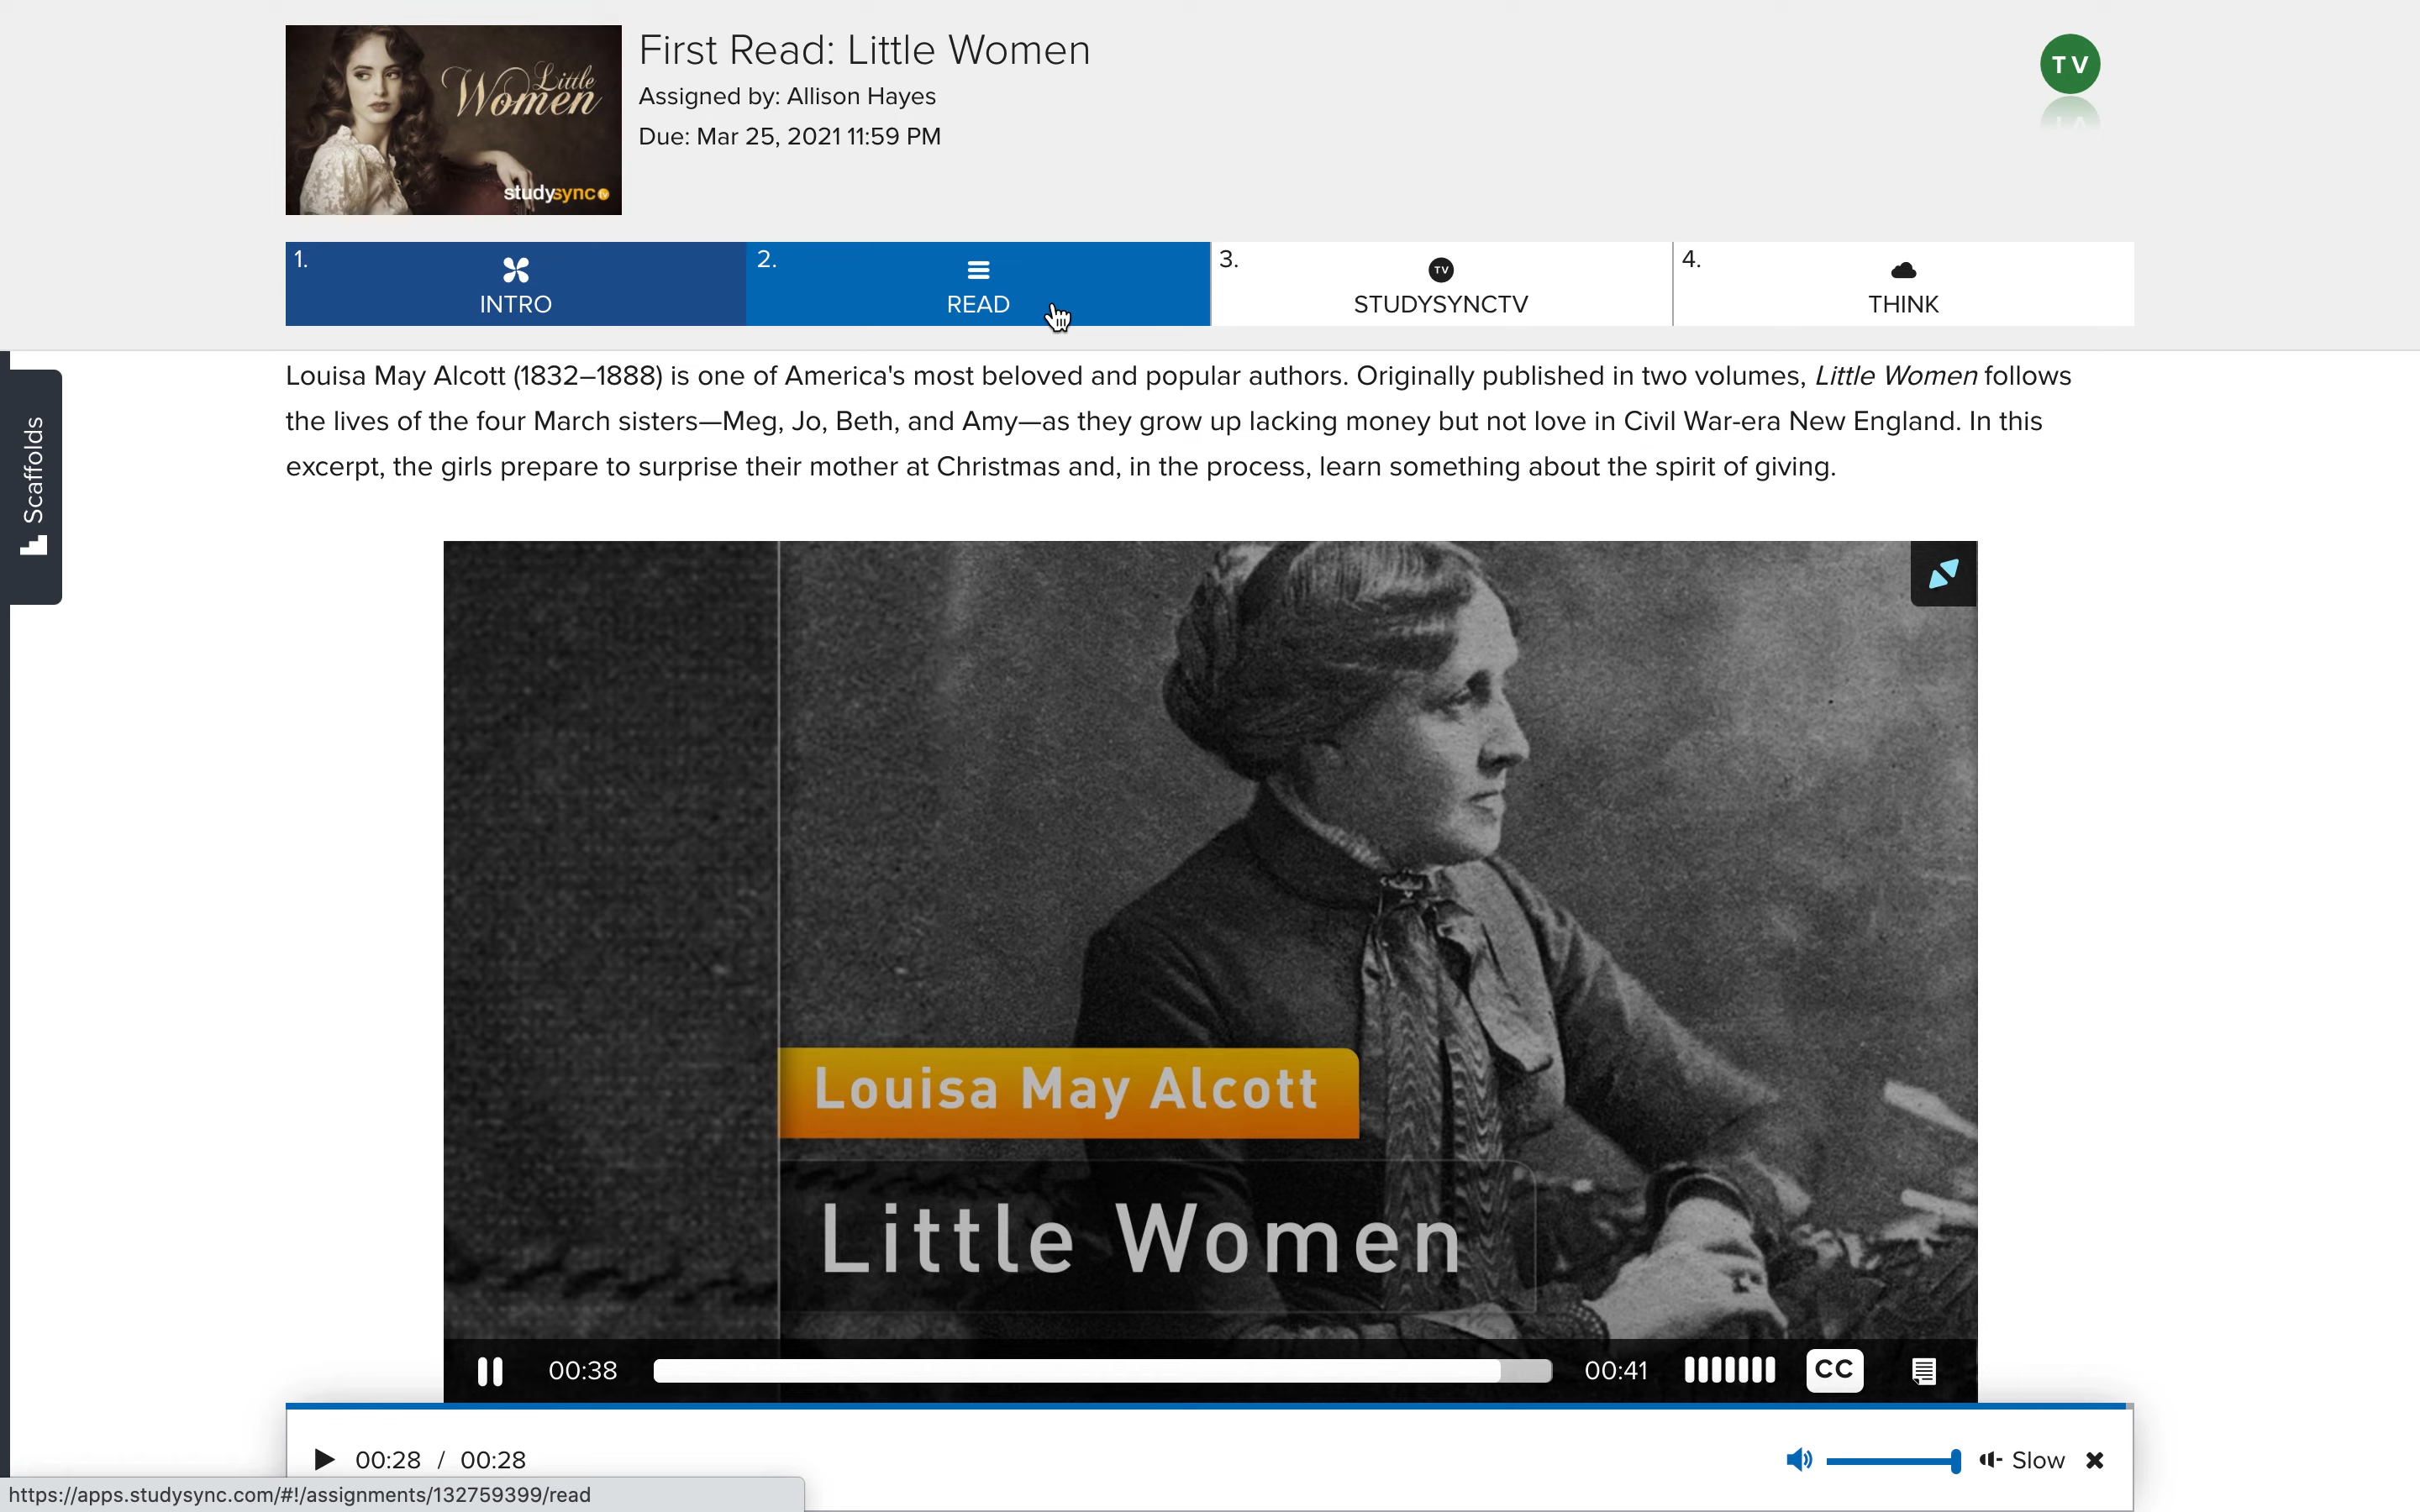 Little
Women
studysync
First Read: Little Women
Assigned by: Allison Hayes
Due: Mar 25, 2021 11:59 PM
TV
1.
INTRO
2.
READ
3.
TV
STUDYSYNCTV
4.
THINK
Scaffolds
Louisa May Alcott (1832–1888) is one of America's most beloved and popular authors. Originally published in two volumes, Little Women follows
the lives of the four March sisters—Meg, Jo, Beth, and Amy—as they grow up lacking money but not love in Civil War-era New England. In this
excerpt, the girls prepare to surprise their mother at Christmas and, in the process, learn something about the spirit of giving.
Louisa May Alcott
Little Women
00:38
00:41
CC
00:28 / 00:28
Slow
https://apps.studysync.com/#!/assignments/132759399/read